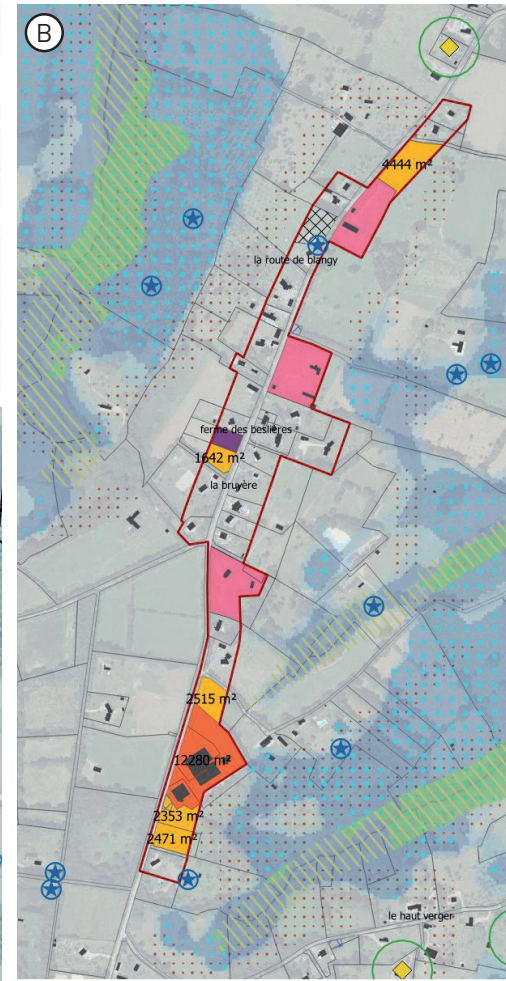 B
4444 m²
la route de blangy
ferme des beslières
1642 m²
la bruyère
2515 m²
12280 m²
2353 m²
2471 m²
le haut verger